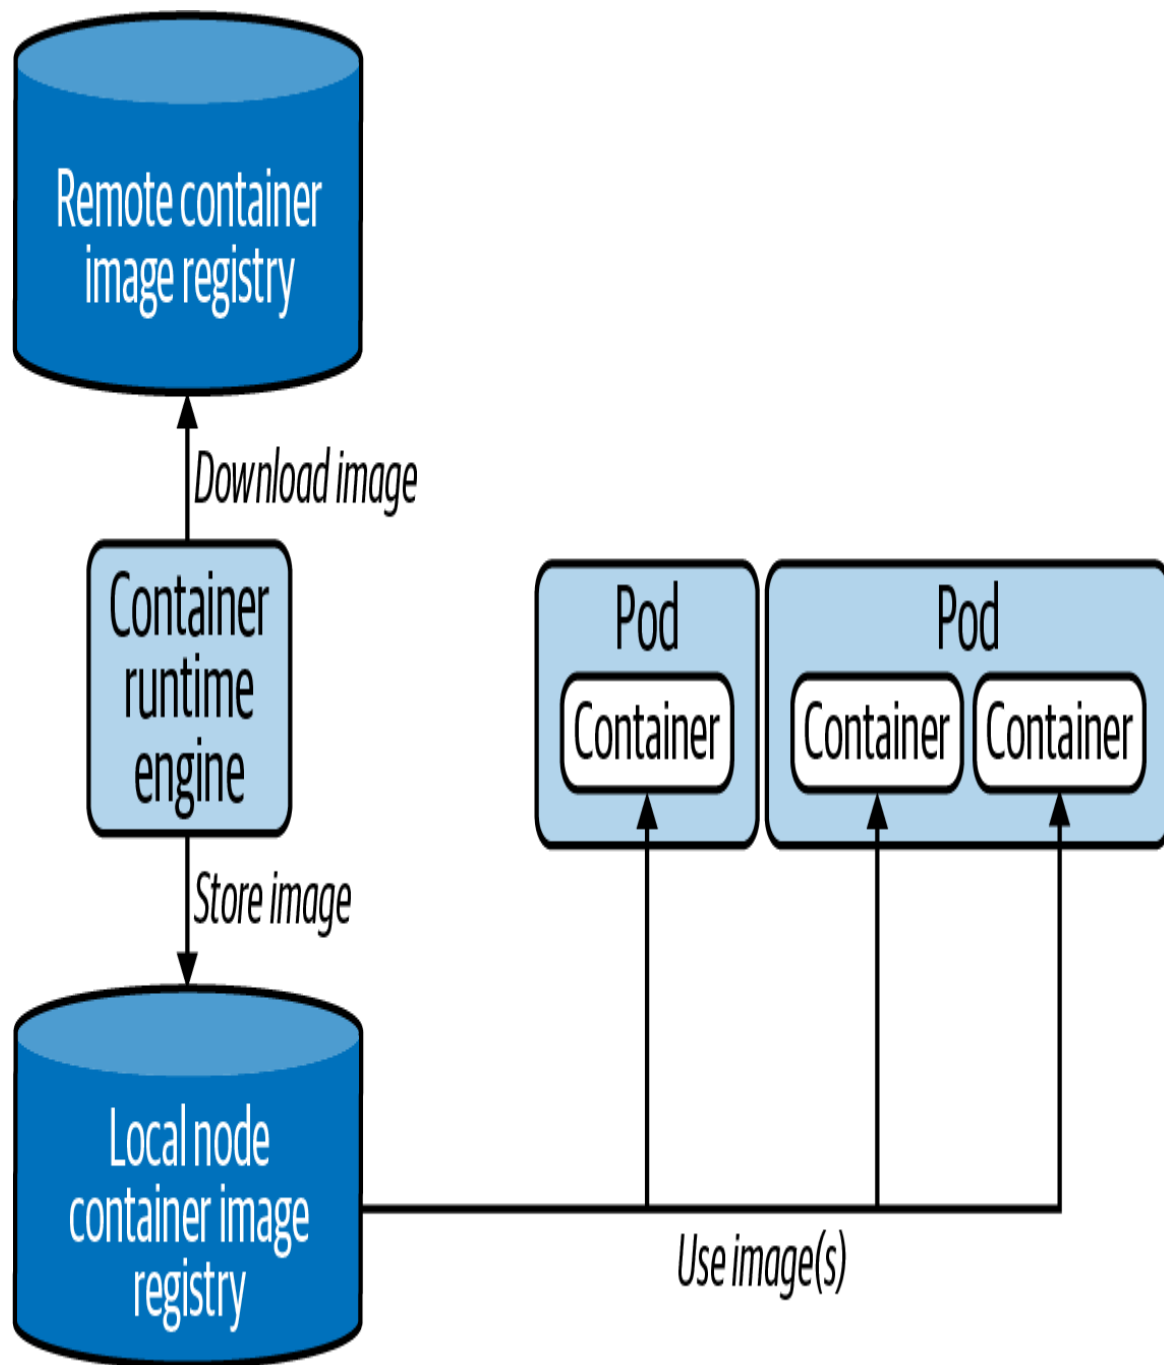 Remote container
image registry
Download image
Container
runtime
engine
Pod
Container
Pod
Container
Container
Store image
Local node
container image
registry
Use image(s)